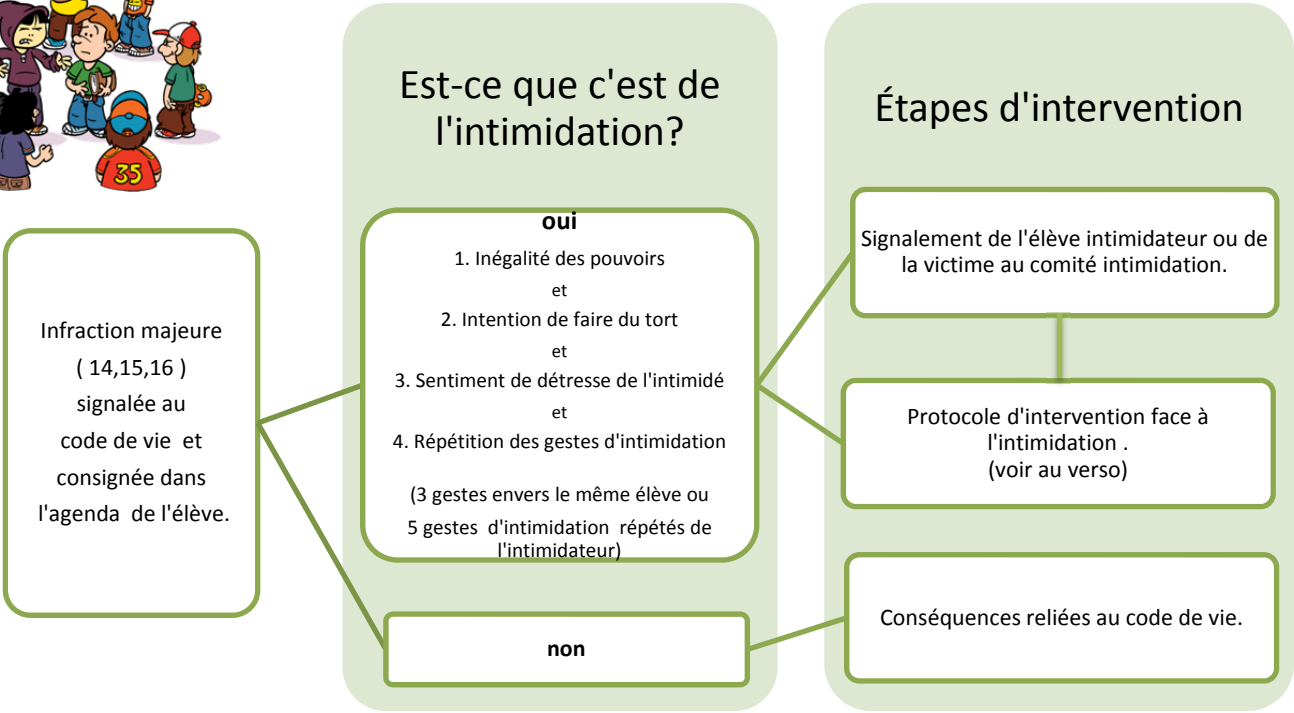 35
Infraction majeure
( 14,15,16 )
signalée au
code de vie et
consignée dans
l'agenda de l'élève.
Est-ce que c'est de
l'intimidation?
oui
1. Inégalité des pouvoirs
et
2. Intention de faire du tort
et
3. Sentiment de détresse de l'intimidé
et
4. Répétition des gestes d'intimidation
(3 gestes envers le même élève ou
5 gestes d'intimidation répétés de
l'intimidateur)
non
Étapes d'intervention
Signalement de l'élève intimidateur ou de
la victime au comité intimidation.
Protocole d'intervention face à
l'intimidation .
(voir au verso)
Conséquences reliées au code de vie.